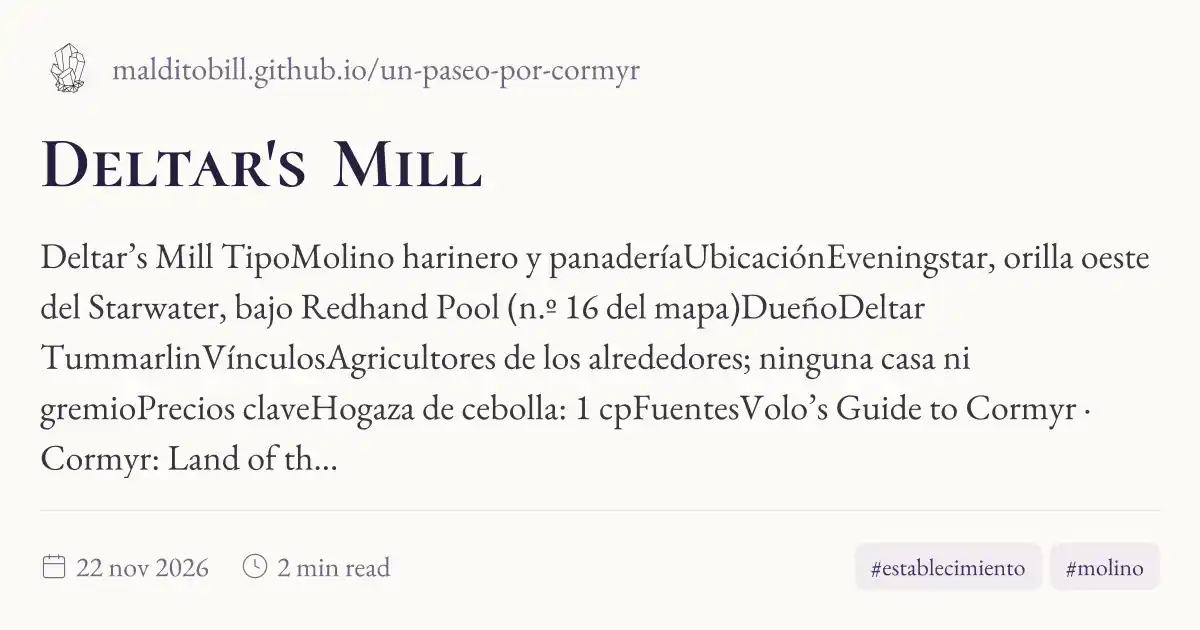 malditobill.github.io/un-paseo-por-cormyr
Deltar's Mill
Deltar’s Mill TipoMolino harinero y panaderíaUbicaciónEveningstar, orilla oeste
del Starwater, bajo Redhand Pool (n.º 16 del mapa)DueñoDeltar
TummarlinVínculosAgricultores de los alrededores; ninguna casa ni
gremioPrecios claveHogaza de cebolla: 1 cpFuentesVolo’s Guide to Cormyr ·
Cormyr: Land of th...
22 nov 2026 2 min read #establecimiento #molino